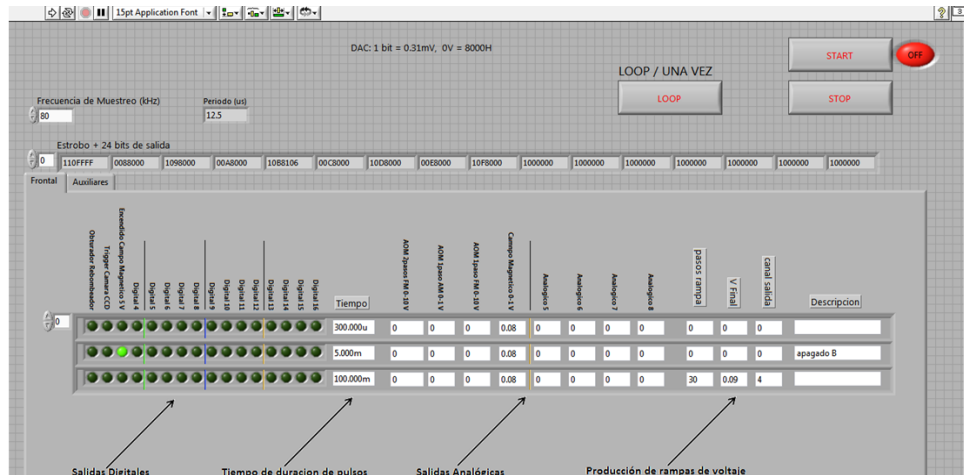 15pt Application Font
3
DAC: 1 bit = 0.31mV, 0V = 8000H
START
OFF
LOOP / UNA VEZ
LOOP
STOP
Frecuencia de Muestreo (kHz)
Periodo (us)
80
12.5
Estrobo + 24 bits de salida
0 110FFFF 0088000 1098000 00A8000 10B8106 00C8000 10D8000 00E8000 10F8000 1000000 1000000 1000000 1000000 1000000 1000000 1000000
Frontal Auxiliares
Obturador Rebombeador
Trigger Camara CCD
Encendido Campo Magnetico 5 V
Digital 4
Digital 5
Digital 6
Digital 7
Digital 8
Digital 9
Digital 10
Digital 11
Digital 12
Digital 13
Digital 14
Digital 15
Digital 16
Tiempo
AOM 2pasos FM 0-10 V
AOM 1paso AM 0-1 V
AOM 1paso FM 0-10 V
Campo Magnetico 0-1 V
Analogico 5
Analogico 6
Analogico 7
Analogico 8
pasos rampa
V Final
canal salida
Descripcion
0 300.000u 0 0 0 0.08 0 0 0 0 0 0 0
5.000m 0 0 0 0.08 0 0 0 0 0 0 0 apagado B
100.000m 0 0 0 0.08 0 0 0 0 30 0.09 4
Salidas Digitales
Tiempo de duracion de pulsos
Salidas Analógicas
Producción de rampas de voltaje